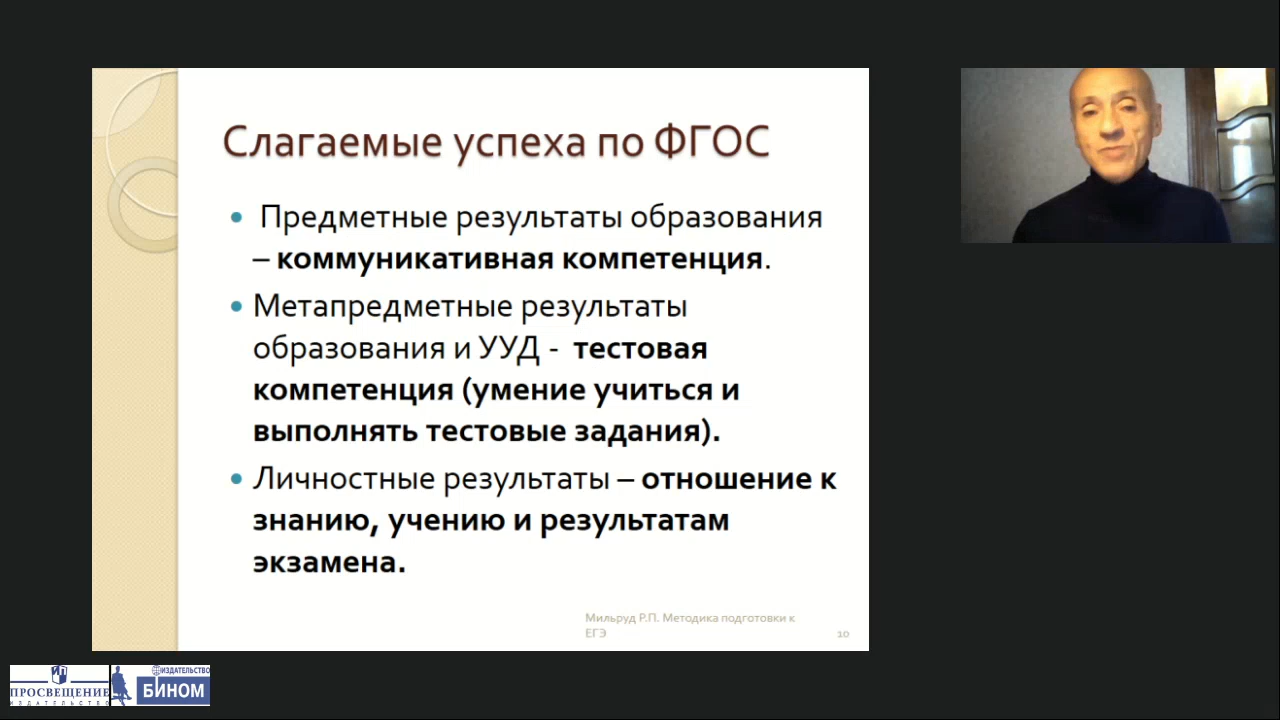 Слагаемые успеха по ФГОС
• Предметные результаты образования
– коммуникативная компетенция.
• Метапредметные результаты
образования и УУД - тестовая
компетенция (умение учиться и
выполнять тестовые задания).
• Личностные результаты – отношение к
знанию, учению и результатам
экзамена.
Мильруд Р.П. Методика подготовки к
ЕГЭ
10
ПРОСВЕЩЕНИЕ
ИЗДАТЕЛЬСТВО
ИЗДАТЕЛЬСТВО
БИНОМ